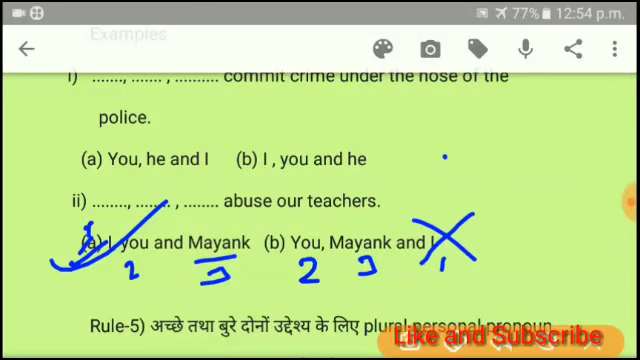 77% 12:54 p.m.
Examples
i) ......., ....... , .......... commit crime under the nose of the
police.
(a) You, he and I (b) I , you and he
ii) ........, ........ , ........ abuse our teachers.
(a) I, you and Mayank (b) You, Mayank and I
1 2 3 2 3 1
Rule-5) अच्छे तथा बुरे दोनों उद्देश्य के लिए plural personal pronoun
Like and Subscribe